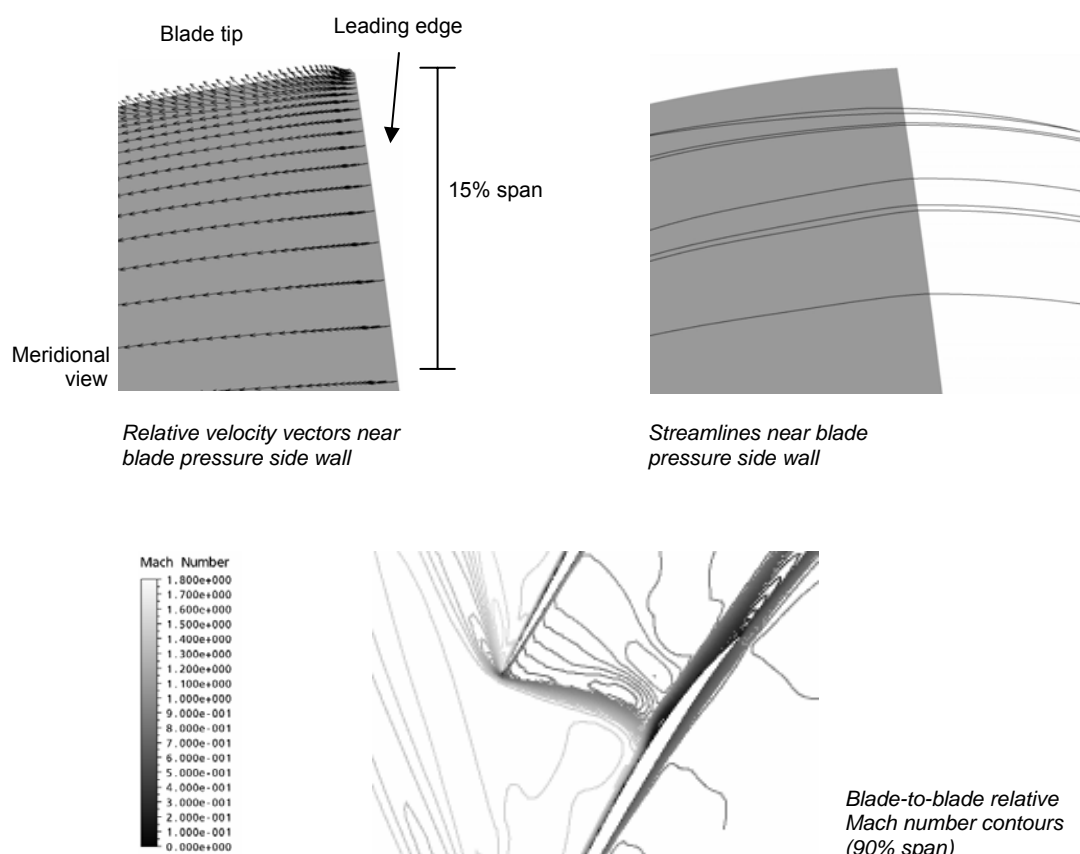 Blade tip
Leading edge
15% span
Meridional
view
Relative velocity vectors near
blade pressure side wall
Streamlines near blade
pressure side wall
Mach Number
1.800e+000
1.700e+000
1.600e+000
1.500e+000
1.400e+000
1.300e+000
1.200e+000
1.100e+000
1.000e+000
9.000e-001
8.000e-001
7.000e-001
6.000e-001
5.000e-001
4.000e-001
3.000e-001
2.000e-001
1.000e-001
0.000e+000
Blade-to-blade relative
Mach number contours
(90% span)